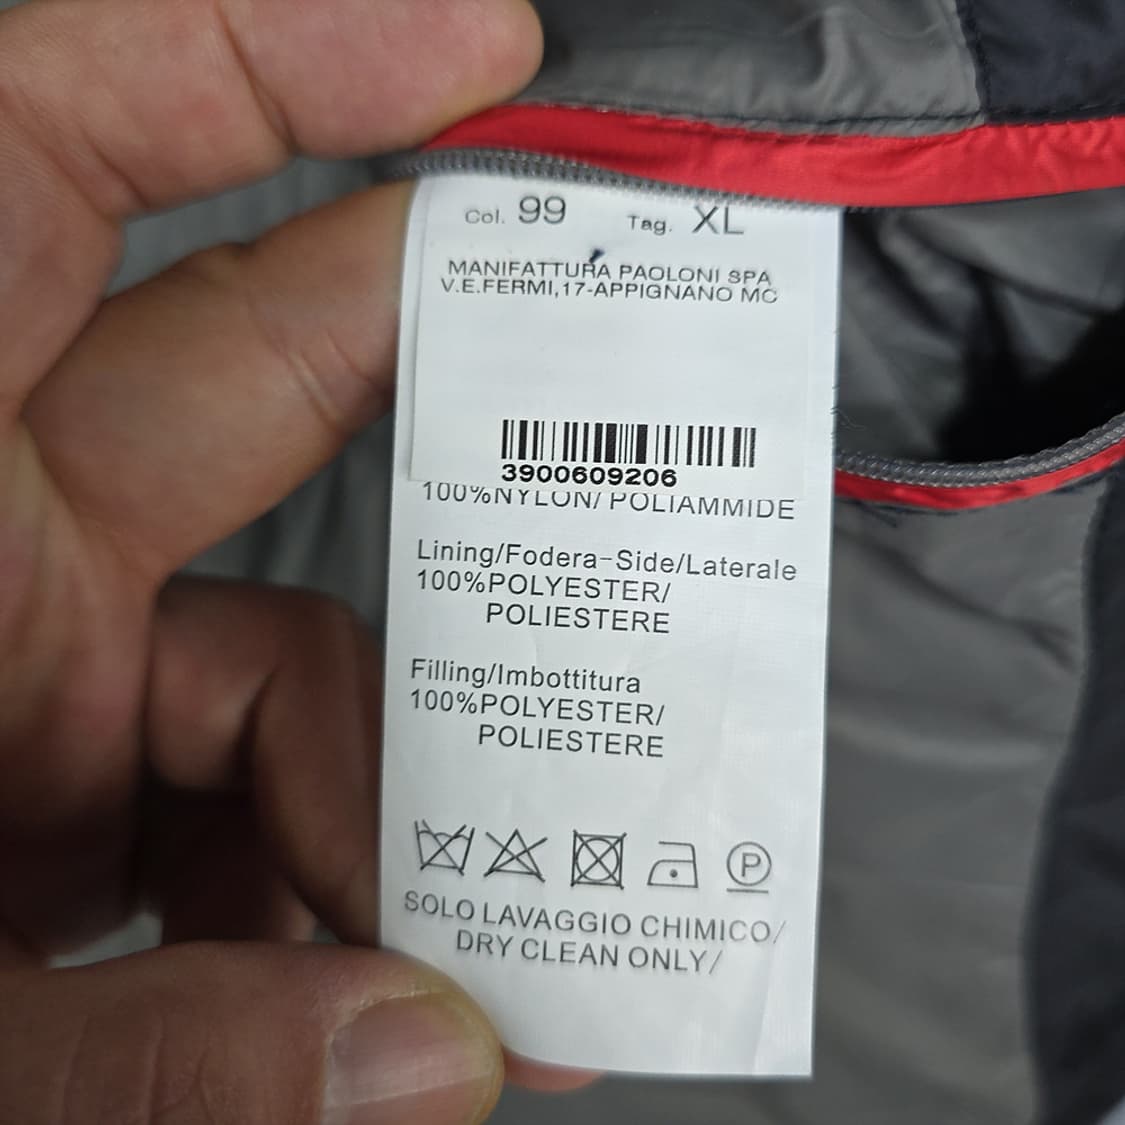 Col. 99 Tag. XL
MANIFATTURA PAOLONI SPA
V.E.FERMI,17-APPIGNANO MC
3900609206
100%NYLON/ POLIAMMIDE
Lining/Fodera-Side/Laterale
100%POLYESTER/
POLIESTERE
Filling/Imbottitura
100%POLYESTER/
POLIESTERE
P
SOLO LAVAGGIO CHIMICO/
DRY CLEAN ONLY/